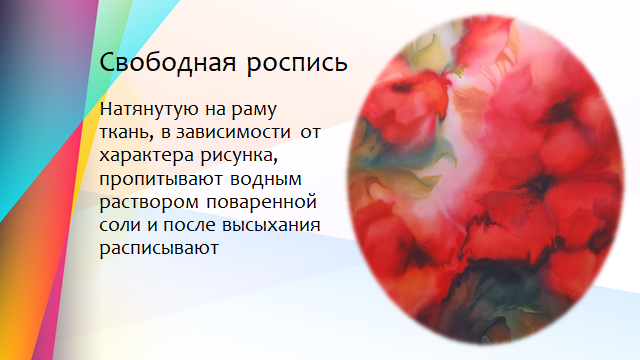 Свободная роспись
Натянутую на раму
ткань, в зависимости от
характера рисунка,
пропитывают водным
раствором поваренной
соли и после высыхания
расписывают